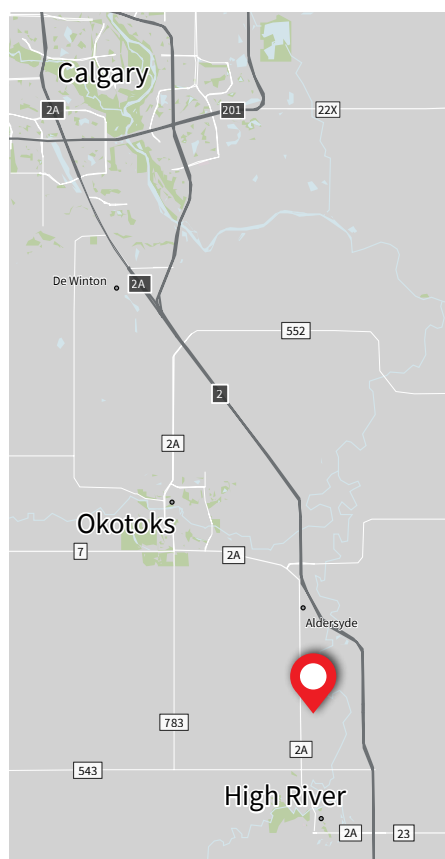 Calgary
2A
201
22X
De Winton
2A
552
2
2A
Okotoks
7
2A
Aldersyde
783
2A
543
High River
2A
23